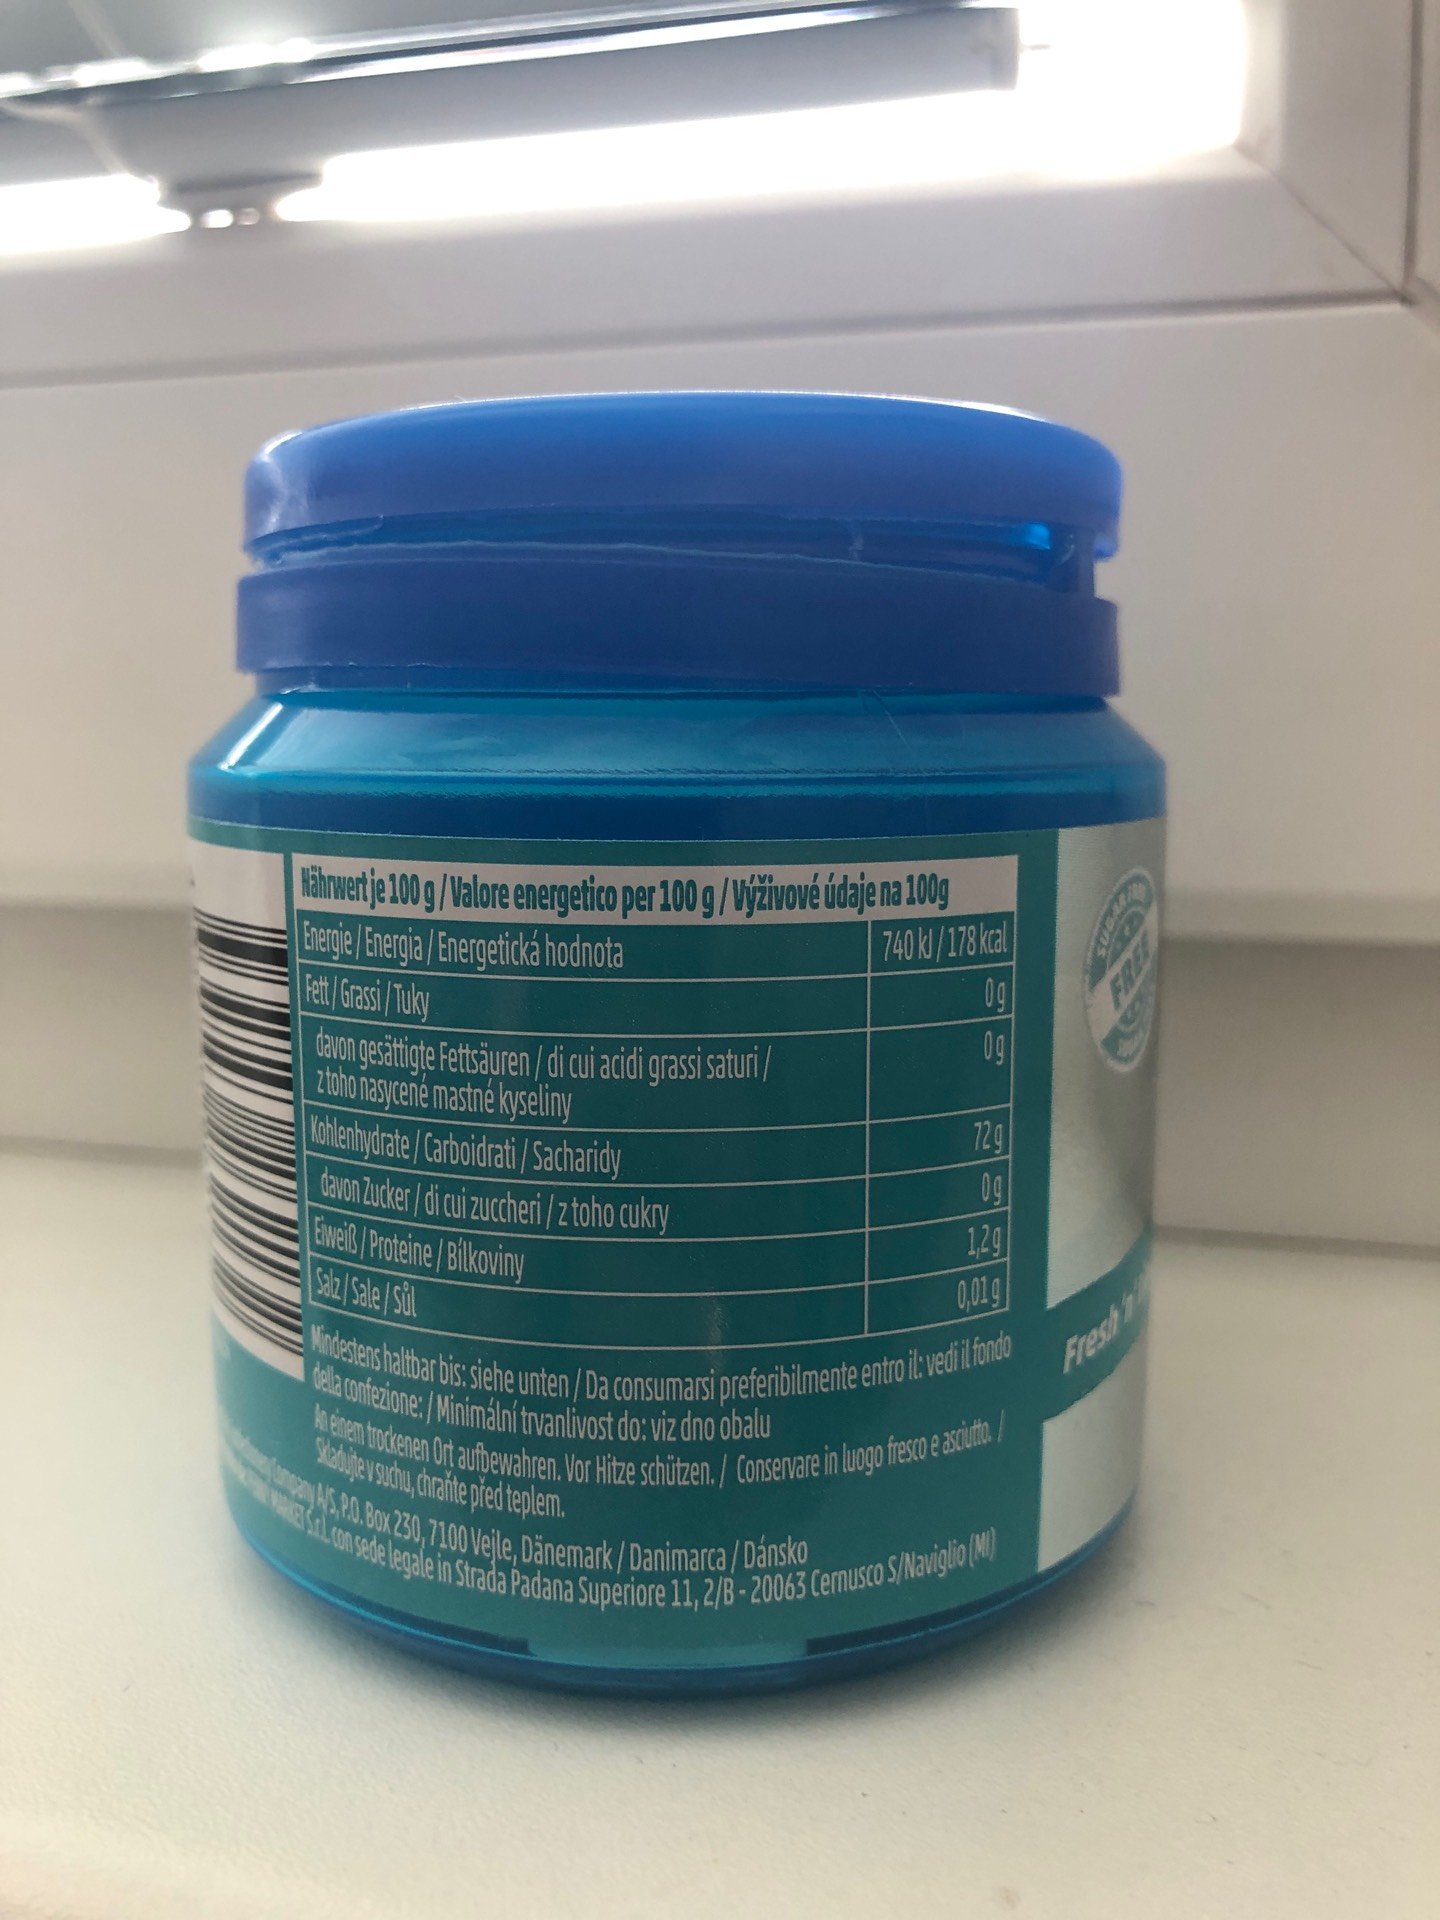 Nährwert je 100 g / Valore energetico per 100 g / Výživové údaje na 100g
Energie / Energia / Energetická hodnota 740 kJ / 178 kcal
Fett / Grassi / Tuky 0 g
davon gesättigte Fettsäuren / di cui acidi grassi saturi / 0 g
z toho nasycené mastné kyseliny
Kohlenhydrate / Carboidrati / Sacharidy 72 g
davon Zucker / di cui zuccheri / z toho cukry 0 g
Eiweiß / Proteine / Bílkoviny 1,2 g
Salz / Sale / Sůl 0,01 g
Mindestens haltbar bis: siehe unten / Da consumarsi preferibilmente entro il: vedi il fondo
della confezione: / Minimální trvanlivost do: viz dno obalu
An einem trockenen Ort aufbewahren. Vor Hitze schützen. / Conservare in luogo fresco e asciutto. /
Skladujte v suchu, chraňte před teplem.
Company A/S, P.O. Box 230, 7100 Vejle, Dänemark / Danimarca / Dánsko
MARKET S.r.l. con sede legale in Strada Padana Superiore 11, 2/B - 20063 Cernusco S/Naviglio (MI)
SUGAR FREE
FREE
Fresh 'n'